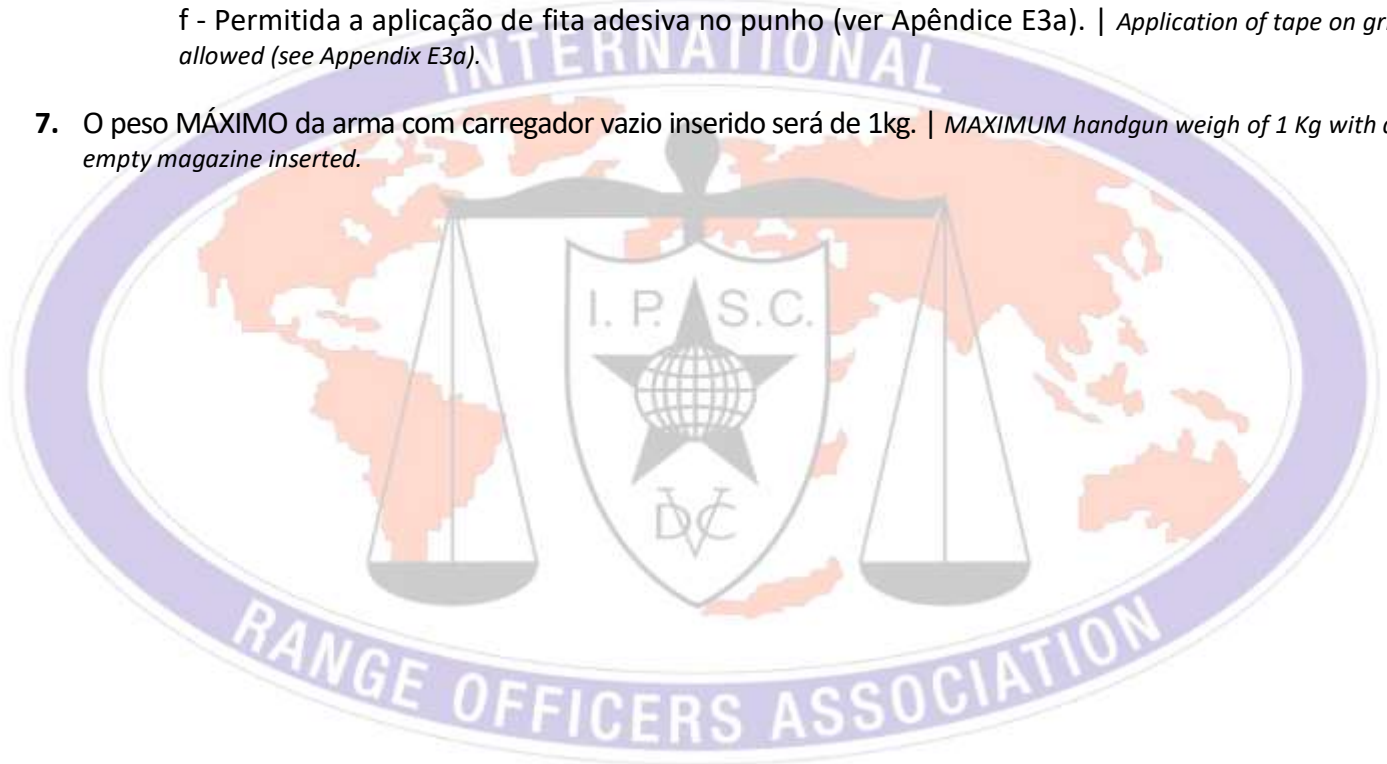 f - Permitida a aplicação de fita adesiva no punho (ver Apêndice E3a). | Application of tape on
allowed (see Appendix E3a).
7. O peso MÁXIMO da arma com carregador vazio inserido será de 1kg. | MAXIMUM handgun weigh of 1 Kg with
empty magazine inserted.
INTERNATIONAL
I. P. S.C.
DVC
RANGE OFFICERS ASSOCIATION